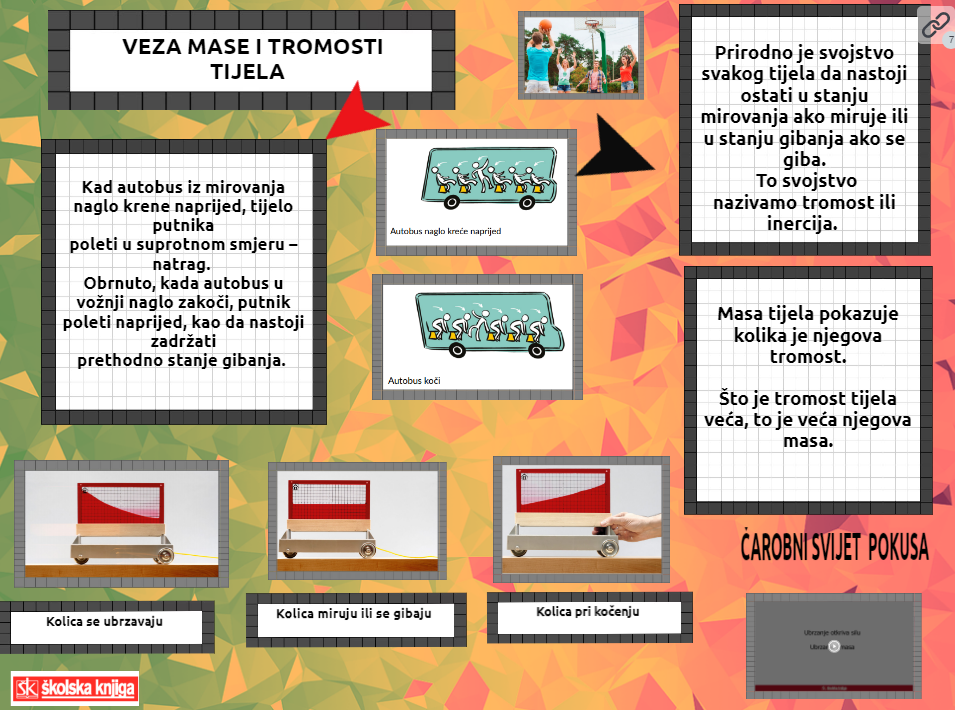 VEZA MASE I TROMOSTI
TIJELA
7
Prirodno je svojstvo
svakog tijela da nastoji
ostati u stanju
mirovanja ako miruje ili
u stanju gibanja ako se
giba.
To svojstvo
nazivamo tromost ili
inercija.
Kad autobus iz mirovanja
naglo krene naprijed, tijelo
putnika
poleti u suprotnom smjeru –
natrag.
Obrnuto, kada autobus u
vožnji naglo zakoči, putnik
poleti naprijed, kao da nastoji
zadržati
prethodno stanje gibanja.
Autobus naglo kreće naprijed
Autobus koči
Masa tijela pokazuje
kolika je njegova
tromost.
Što je tromost tijela
veća, to je veća njegova
masa.
Kolica se ubrzavaju
Kolica miruju ili se gibaju
Kolica pri kočenju
ČAROBNI SVIJET POKUSA
Ubrzanje otkriva silu
masa
ŠK školska knjiga